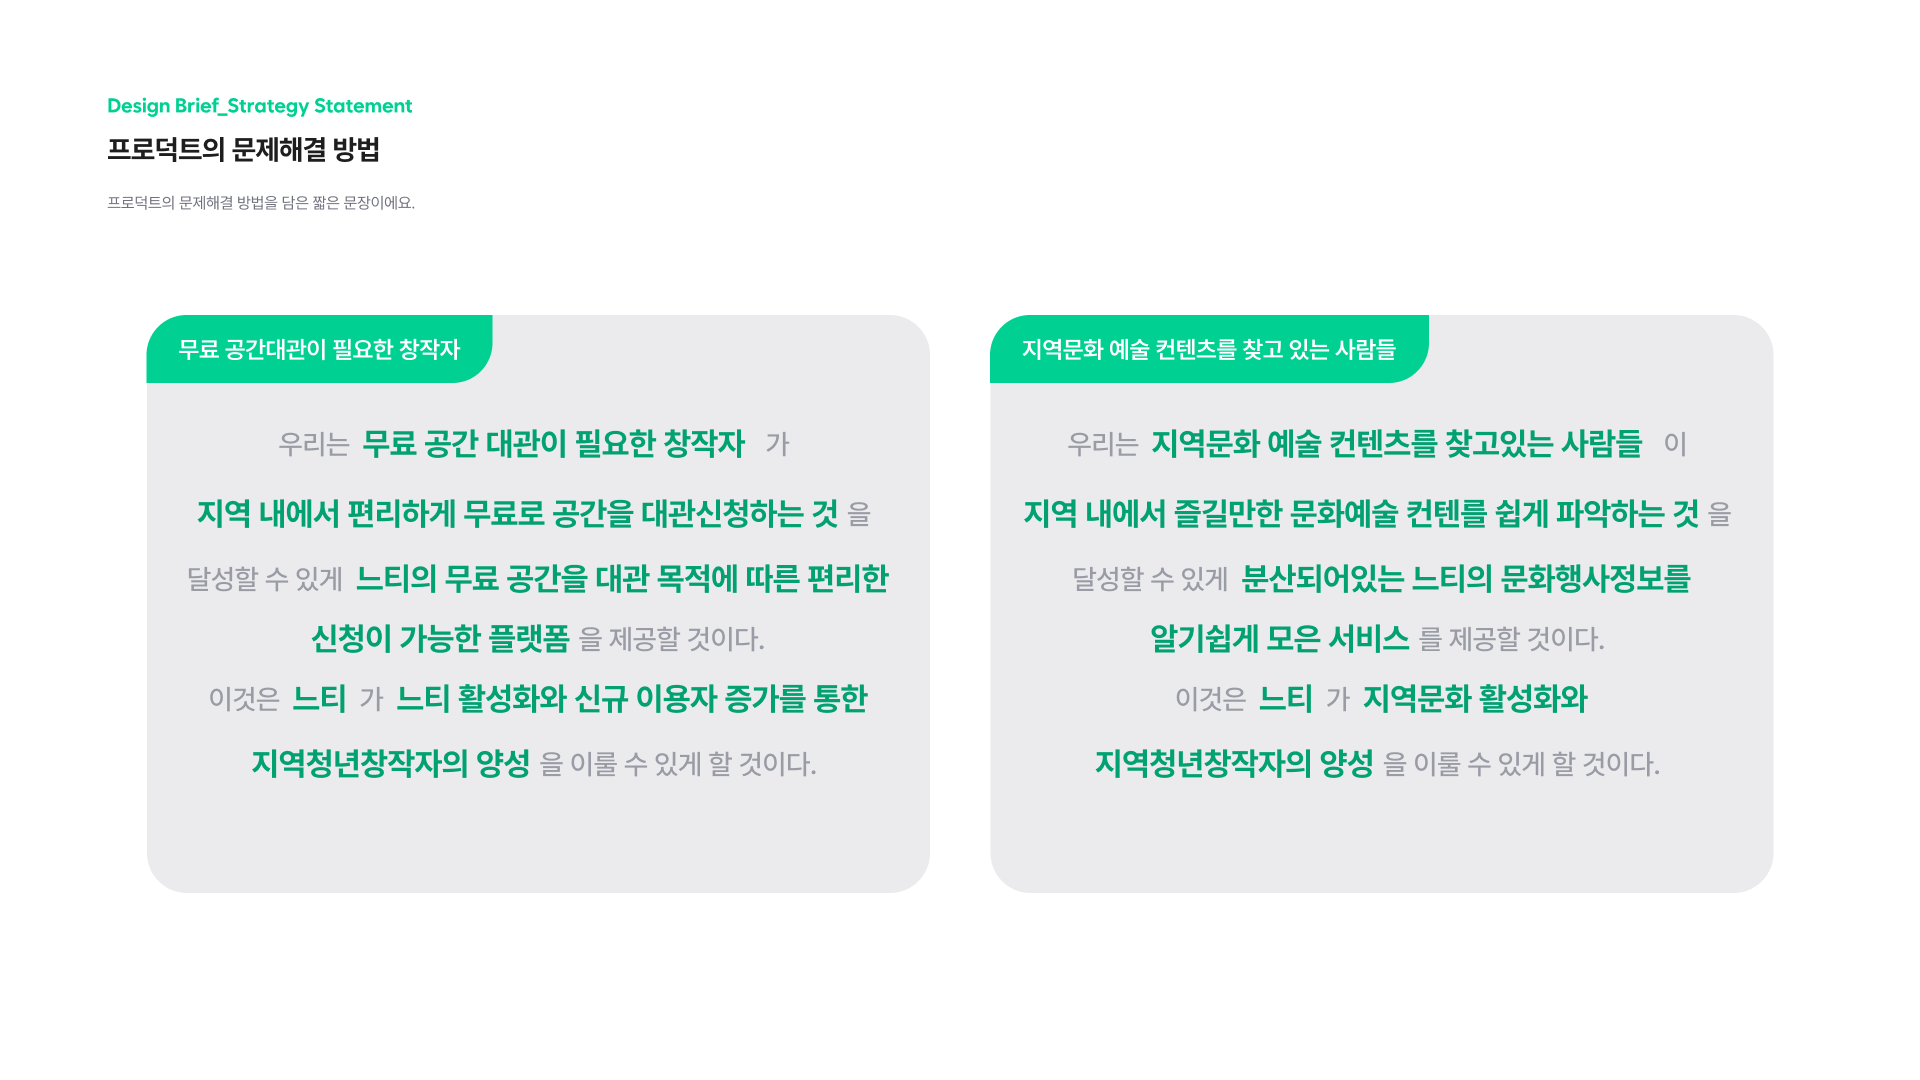 Design Brief_Strategy Statement
프로덕트의 문제해결 방법
프로덕트의 문제해결 방법을 담은 짧은 문장이에요.
무료 공간대관이 필요한 창작자
우리는 무료 공간 대관이 필요한 창작자 가
지역 내에서 편리하게 무료로 공간을 대관신청하는 것 을
달성할 수 있게 느티의 무료 공간을 대관 목적에 따른 편리한
신청이 가능한 플랫폼 을 제공할 것이다.
이것은 느티 가 느티 활성화와 신규 이용자 증가를 통한
지역청년창작자의 양성 을 이룰 수 있게 할 것이다.
지역문화 예술 컨텐츠를 찾고 있는 사람들
우리는 지역문화 예술 컨텐츠를 찾고있는 사람들 이
지역 내에서 즐길만한 문화예술 컨텐를 쉽게 파악하는 것 을
달성할 수 있게 분산되어있는 느티의 문화행사정보를
알기쉽게 모은 서비스 를 제공할 것이다.
이것은 느티 가 지역문화 활성화와
지역청년창작자의 양성 을 이룰 수 있게 할 것이다.